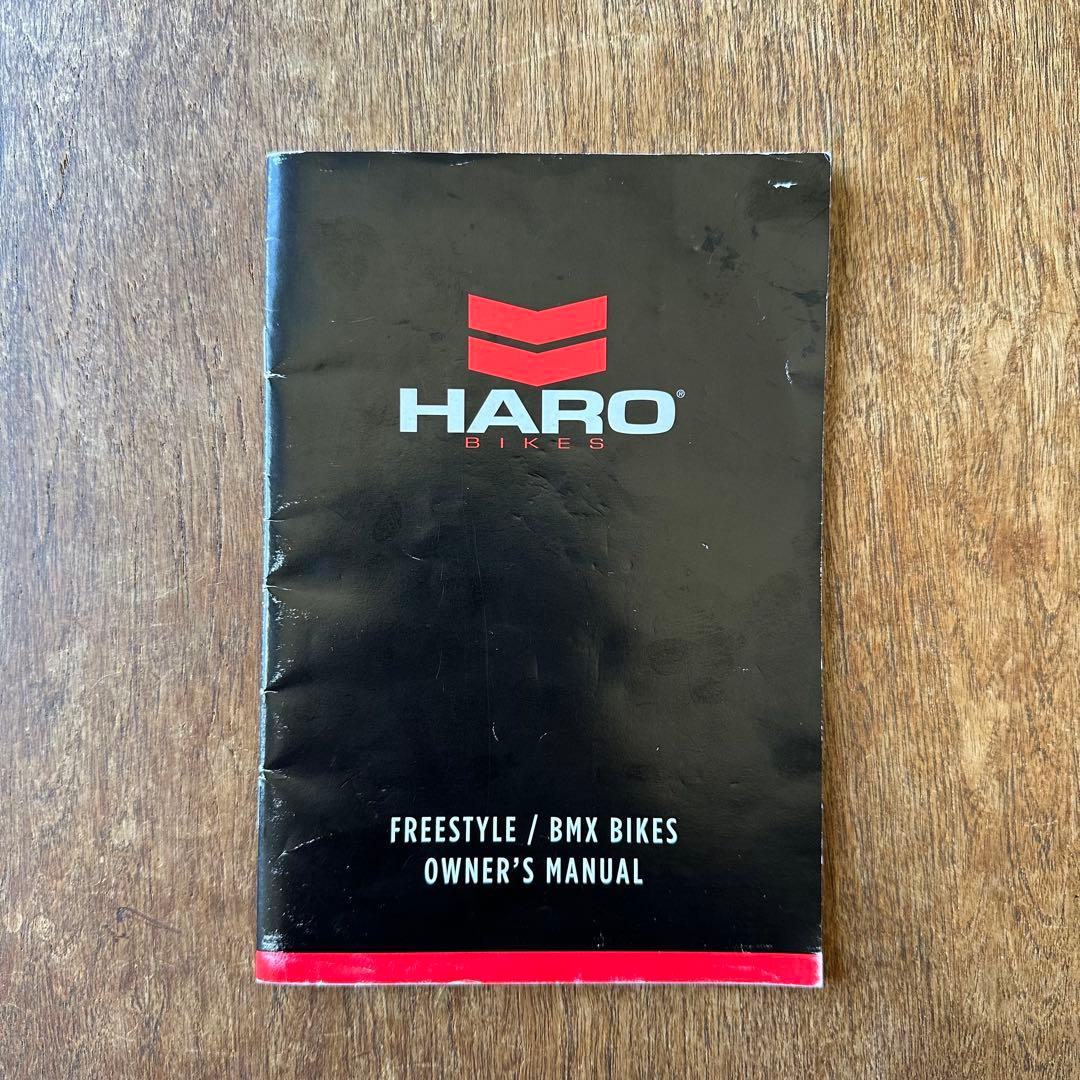 HARO®
BIKES
FREESTYLE / BMX BIKES
OWNER'S MANUAL